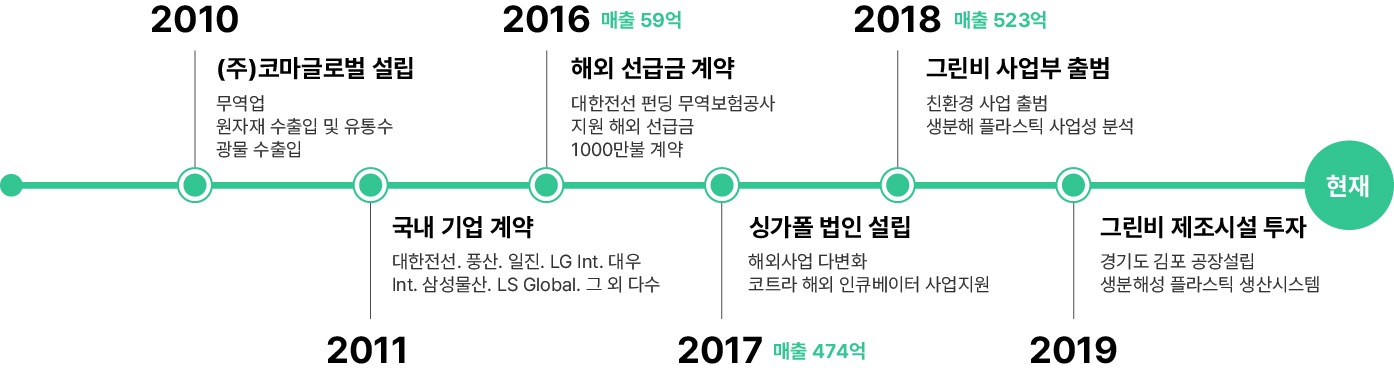 2010
(주)코마글로벌 설립
무역업
원자재 수출입 및 유통수
광물 수출입
2016 매출 59억
해외 선급금 계약
대한전선 펀딩 무역보험공사
지원 해외 선급금
1000만불 계약
2018 매출 523억
그린비 사업부 출범
친환경 사업 출범
생분해 플라스틱 사업성 분석
현재
국내 기업 계약
대한전선. 풍산. 일진. LG Int. 대우
Int. 삼성물산. LS Global. 그 외 다수
2011
싱가폴 법인 설립
해외사업 다변화
코트라 해외 인큐베이터 사업지원
2017 매출 474억
그린비 제조시설 투자
경기도 김포 공장설립
생분해성 플라스틱 생산시스템
2019